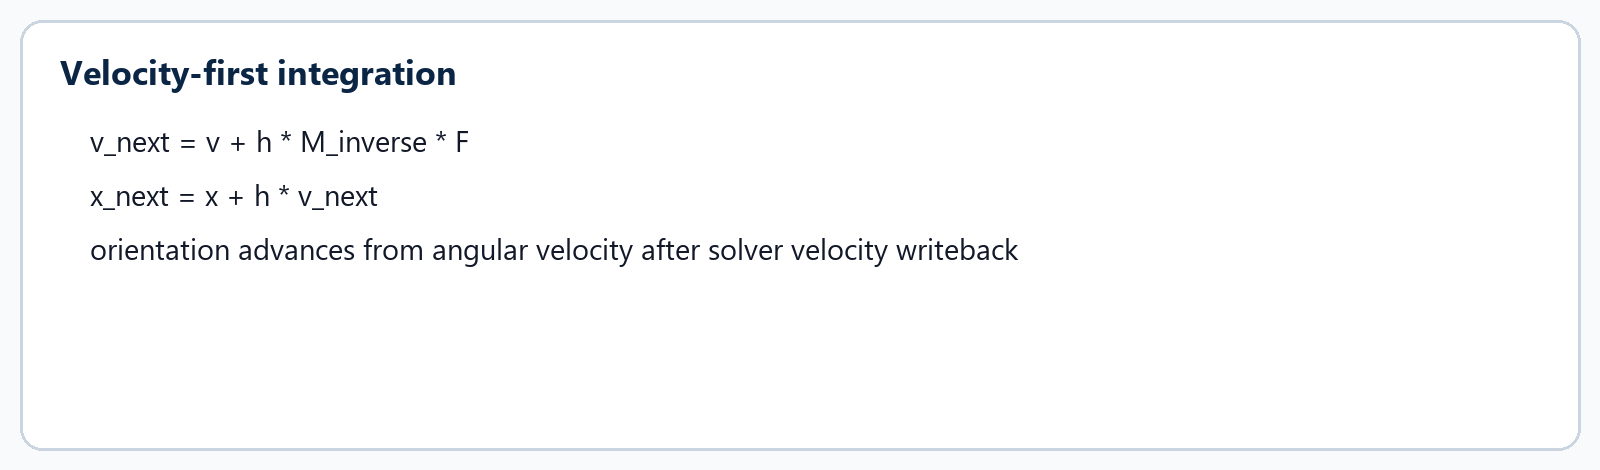 Velocity-first integration
v_next = v + h * M_inverse * F
x_next = x + h * v_next
orientation advances from angular velocity after solver velocity writeback